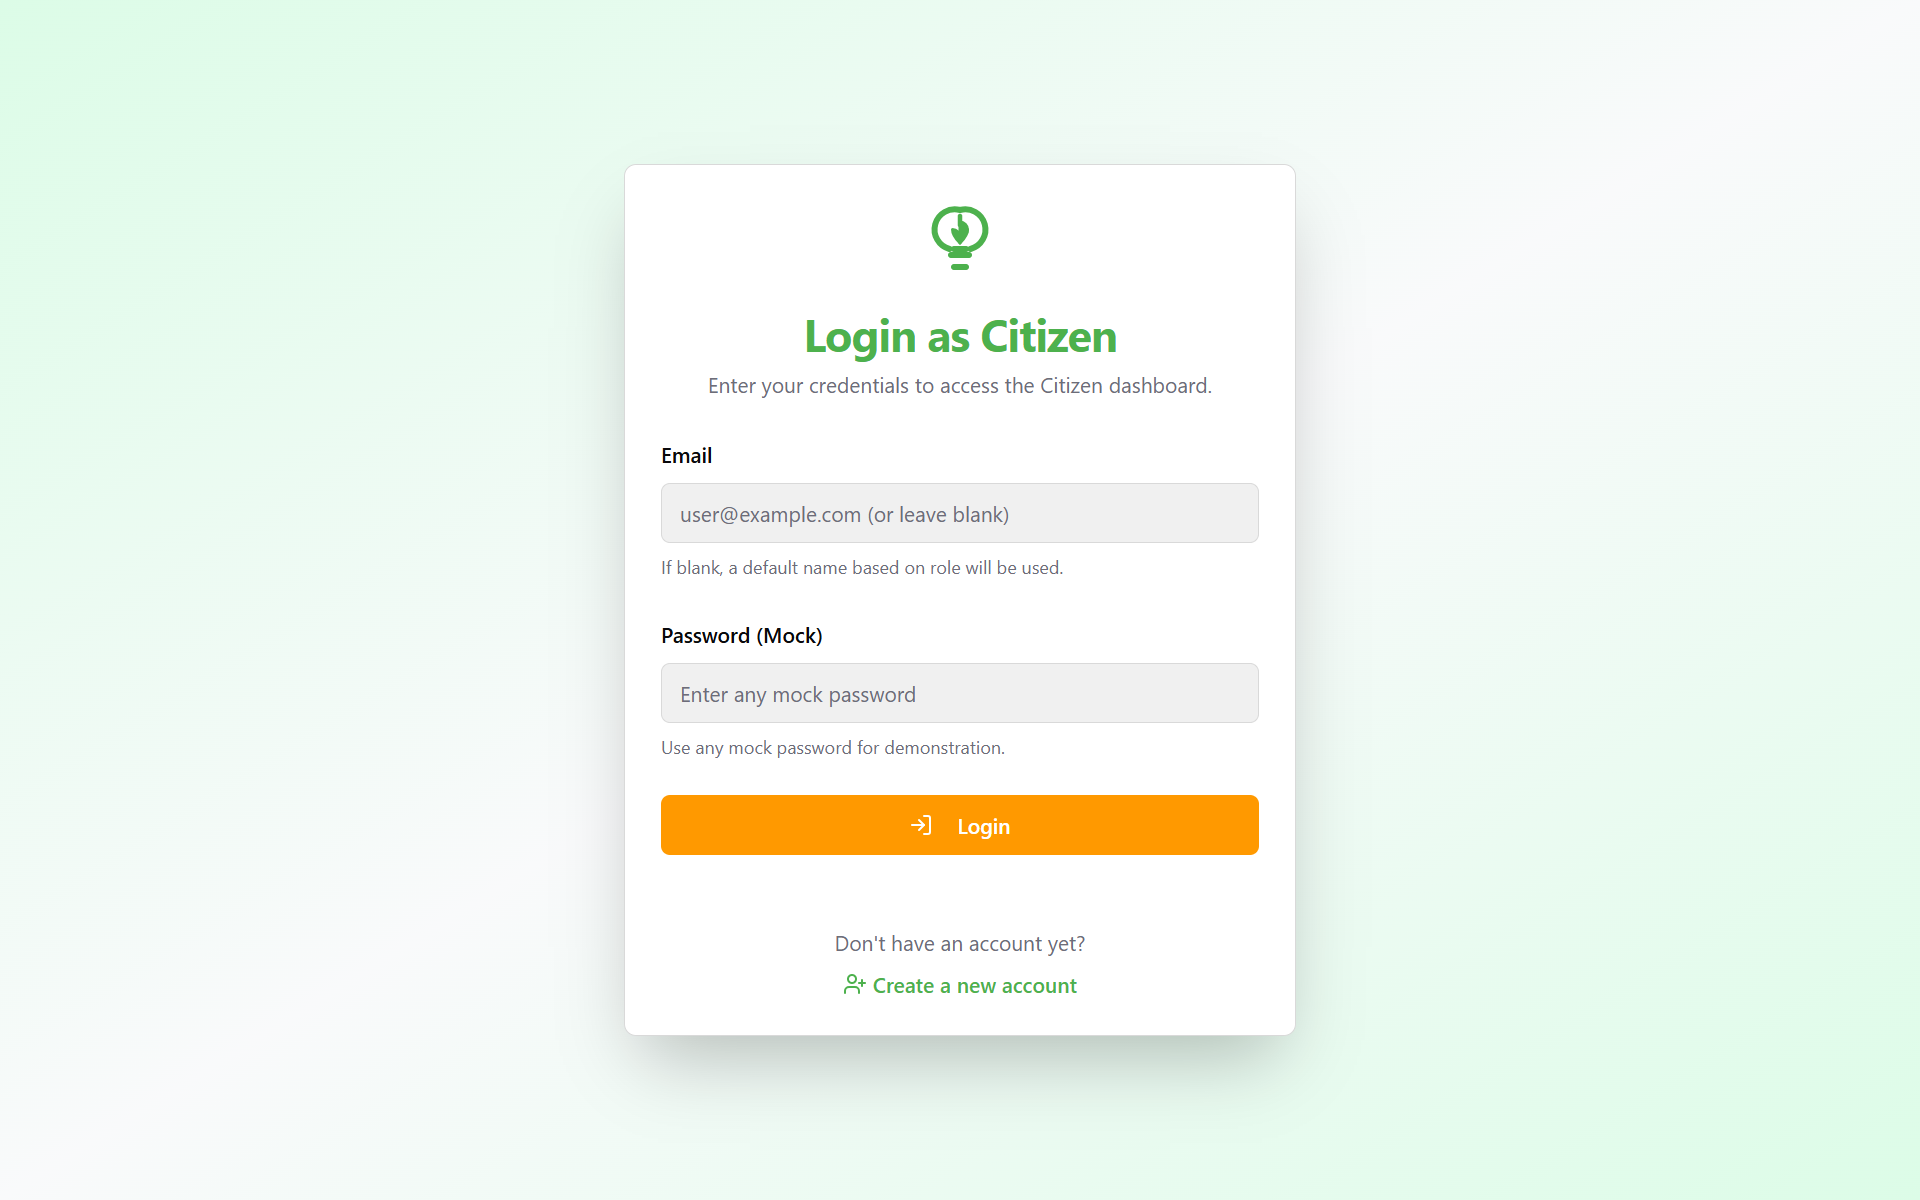 Login as Citizen
Enter your credentials to access the Citizen dashboard.
Email
user@example.com (or leave blank)
If blank, a default name based on role will be used.
Password (Mock)
Enter any mock password
Use any mock password for demonstration.
Login
Don't have an account yet?
Create a new account